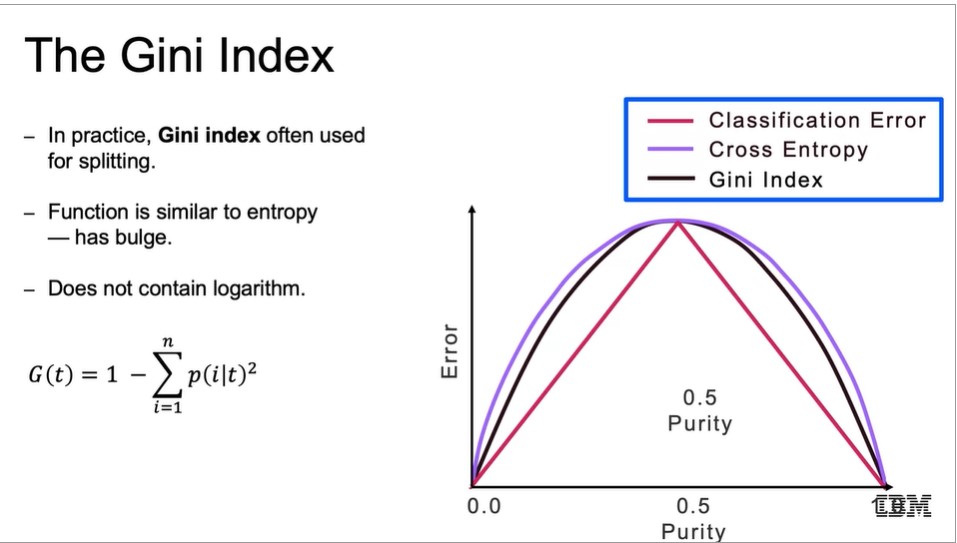 The Gini Index
– In practice, Gini index often used
for splitting.
– Function is similar to entropy
— has bulge.
– Does not contain logarithm.
G(t) = 1 − ∑ⁿᵢ₌₁ p(i|t)²
Classification Error
Cross Entropy
Gini Index
Error
0.5
Purity
0.0
0.5
Purity
IBM